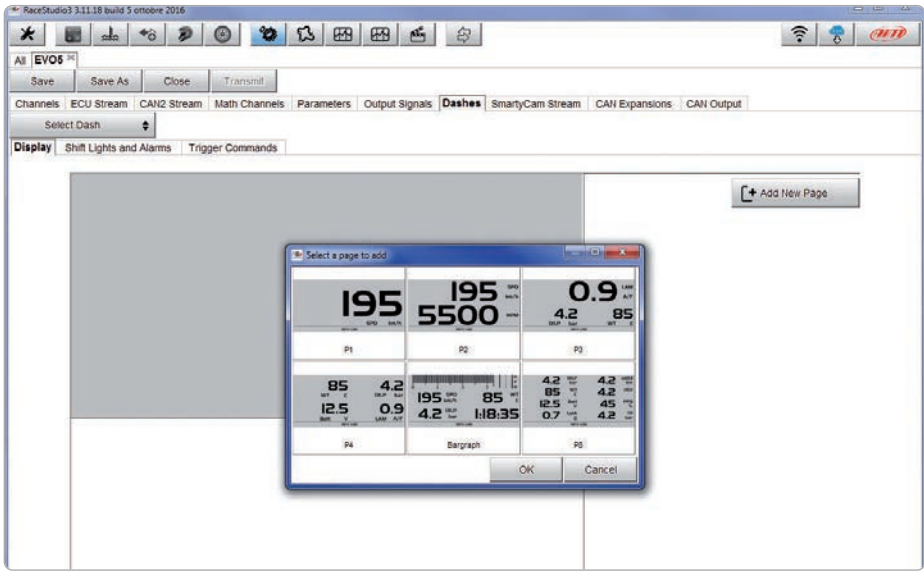 RaceStudio3 3.11.18 build 5 ottobre 2016
AiM
All EVO5
Save Save As Close Transmit
Channels ECU Stream CAN2 Stream Math Channels Parameters Output Signals Dashes SmartyCam Stream CAN Expansions CAN Output
Select Dash
Display Shift Lights and Alarms Trigger Commands
Add New Page
Select a page to add
195
SPD km/h
P1
195 SPD km/h
5500 RPM
P2
0.9 LAM A/F
4.2 85
OILP bar WT C
P3
85 4.2
WT C OILP bar
12.5 0.9
Batt V LAM A/F
P4
195 SPD km/h 85 WT C
4.2 OILP bar 1:18:35
Bargraph
4.2 OILP bar 4.2
85 WT C 4.2
12.5 Batt V 45
0.7 4.2
P5
OK Cancel